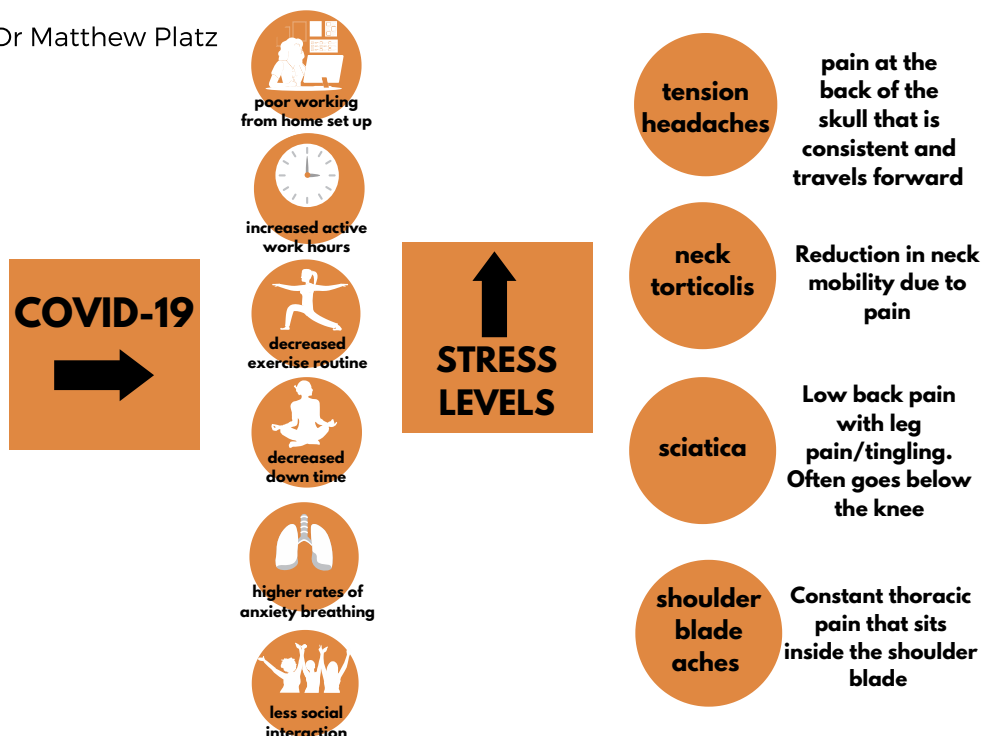 Dr Matthew Platz
COVID-19
poor working
from home set up
increased active
work hours
decreased
exercise routine
decreased
down time
higher rates of
anxiety breathing
less social
interaction
STRESS
LEVELS
tension
headaches
pain at the
back of the
skull that is
consistent and
travels forward
neck
torticolis
Reduction in neck
mobility due to
pain
sciatica
Low back pain
with leg
pain/tingling.
Often goes below
the knee
shoulder
blade
aches
Constant thoracic
pain that sits
inside the shoulder
blade